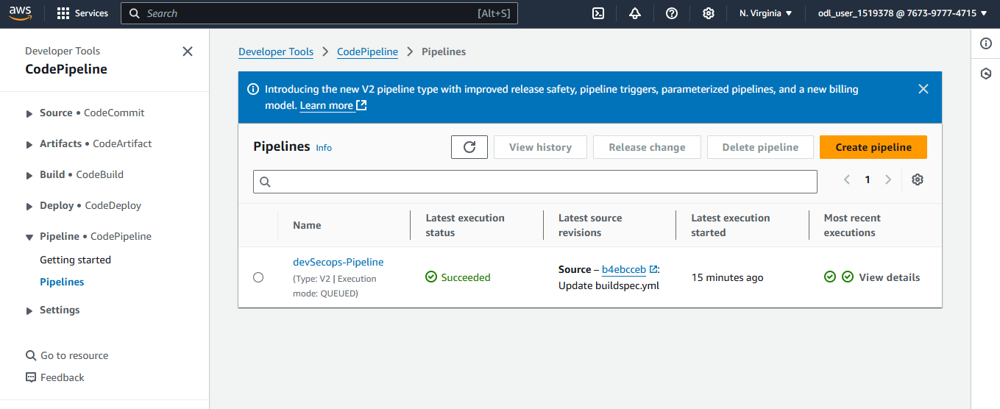 aws
Services
Search
[Alt+S]
N. Virginia
odl_user_1519378 @ 7673-9777-4715
Developer Tools
CodePipeline
Source • CodeCommit
Artifacts • CodeArtifact
Build • CodeBuild
Deploy • CodeDeploy
Pipeline • CodePipeline
Getting started
Pipelines
Settings
Go to resource
Feedback
Developer Tools
CodePipeline
Pipelines
Introducing the new V2 pipeline type with improved release safety, pipeline triggers, parameterized pipelines, and a new billing
model. Learn more
Pipelines Info
View history
Release change
Delete pipeline
Create pipeline
1
Name
Latest execution
status
Latest source
revisions
Latest execution
started
Most recent
executions
devSecops-Pipeline
(Type: V2 | Execution
mode: QUEUED)
Succeeded
Source – b4ebcceb :
Update buildspec.yml
15 minutes ago
View details